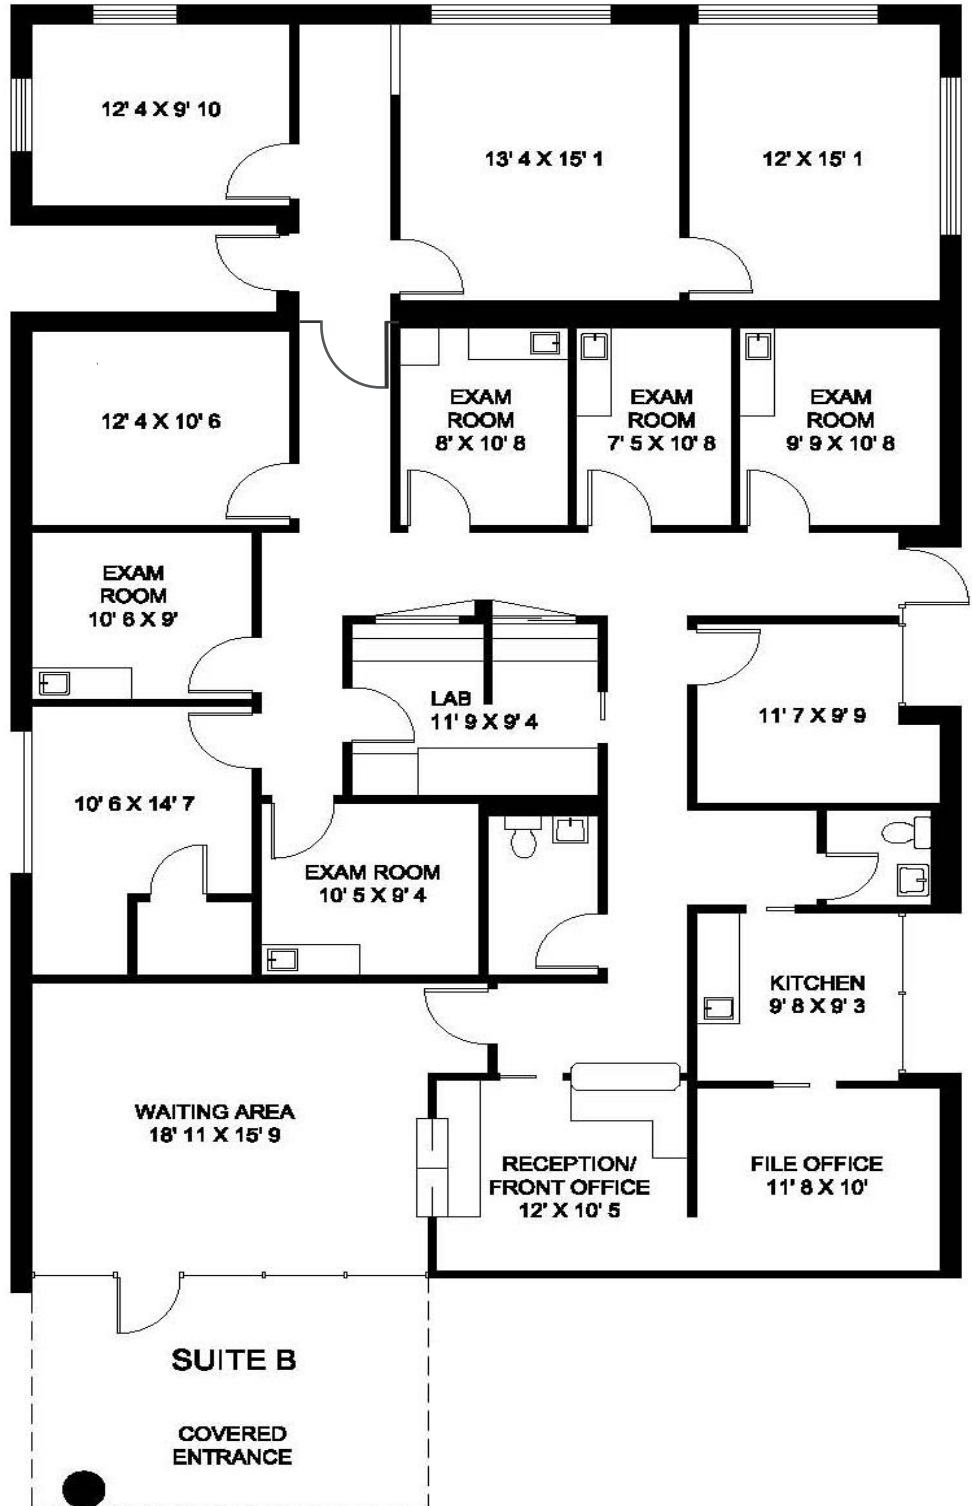 12' 4 X 9' 10
13' 4 X 15' 1
12' X 15' 1
12' 4 X 10' 6
EXAM
ROOM
8' X 10' 8
EXAM
ROOM
7' 5 X 10' 8
EXAM
ROOM
9' 9 X 10' 8
EXAM
ROOM
10' 6 X 9'
LAB
11' 9 X 9' 4
11' 7 X 9' 9
10' 6 X 14' 7
EXAM ROOM
10' 5 X 9' 4
KITCHEN
9' 8 X 9' 3
WAITING AREA
18' 11 X 15' 9
RECEPTION/
FRONT OFFICE
12' X 10' 5
FILE OFFICE
11' 8 X 10'
SUITE B
COVERED
ENTRANCE